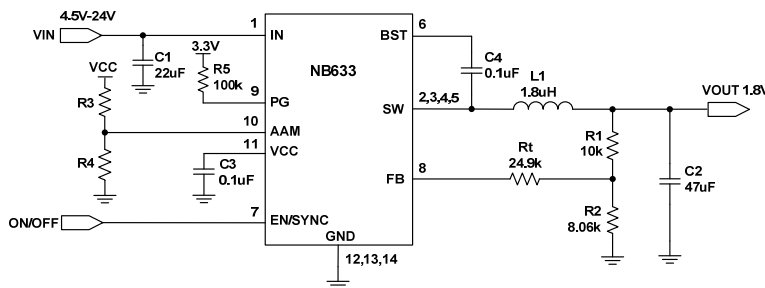 4.5V-24V
VIN
1
IN
C1
22uF
3.3V
R5
100k
9
PG
VCC
R3
10
AAM
R4
11
VCC
C3
0.1uF
ON/OFF
7
EN/SYNC
NB633
GND
12,13,14
6
BST
C4
0.1uF
L1
1.8uH
2,3,4,5
SW
VOUT 1.8V
R1
10k
Rt
24.9k
8
FB
C2
47uF
R2
8.06k